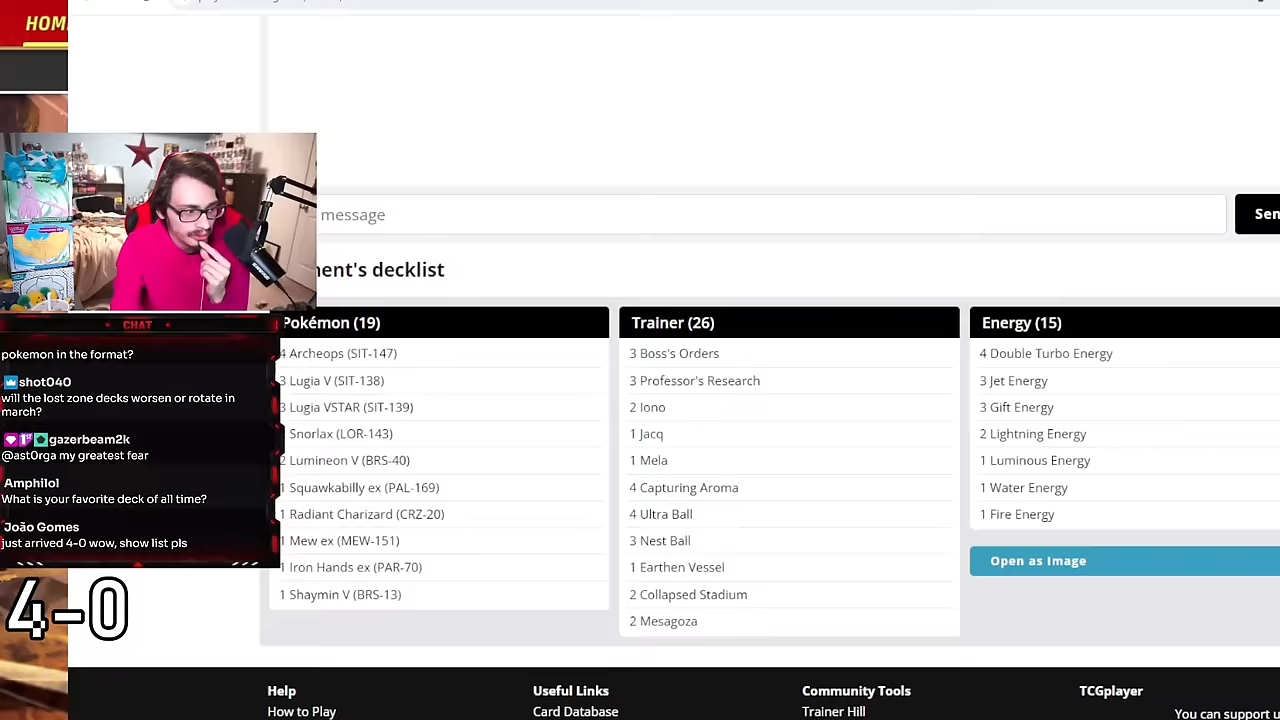 HOM
message
Sen
nent's decklist
Pokémon (19)
4 Archeops (SIT-147)
3 Lugia V (SIT-138)
3 Lugia VSTAR (SIT-139)
Snorlax (LOR-143)
2 Lumineon V (BRS-40)
1 Squawkabilly ex (PAL-169)
1 Radiant Charizard (CRZ-20)
1 Mew ex (MEW-151)
1 Iron Hands ex (PAR-70)
1 Shaymin V (BRS-13)
Trainer (26)
3 Boss's Orders
3 Professor's Research
2 Iono
1 Jacq
1 Mela
4 Capturing Aroma
4 Ultra Ball
3 Nest Ball
1 Earthen Vessel
2 Collapsed Stadium
2 Mesagoza
Energy (15)
4 Double Turbo Energy
3 Jet Energy
3 Gift Energy
2 Lightning Energy
1 Luminous Energy
1 Water Energy
1 Fire Energy
Open as Image
CHAT
pokemon in the format?
shot040
will the lost zone decks worsen or rotate in
march?
gazerbeam2k
@ast0rga my greatest fear
Amphilol
What is your favorite deck of all time?
João Gomes
just arrived 4-0 wow, show list pls
4-0
Help
How to Play
Useful Links
Card Database
Community Tools
Trainer Hill
TCGplayer
You can support u